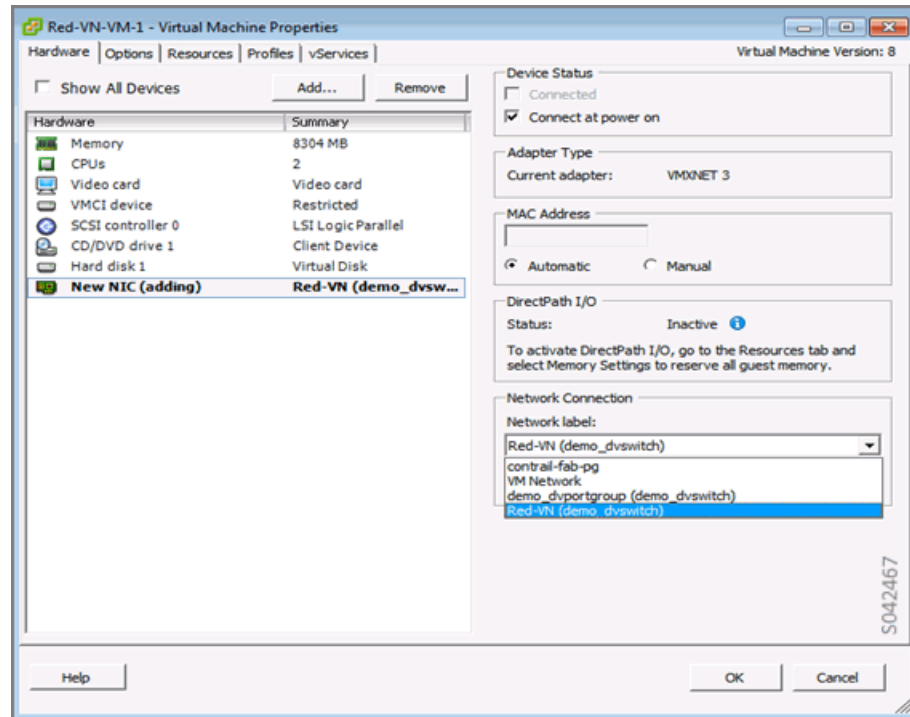 Red-VN-VM-1 - Virtual Machine Properties
Hardware Options Resources Profiles vServices
Virtual Machine Version: 8
Show All Devices
Add...
Remove
Hardware Summary
Memory 8304 MB
CPUs 2
Video card Video card
VMCI device Restricted
SCSI controller 0 LSI Logic Parallel
CD/DVD drive 1 Client Device
Hard disk 1 Virtual Disk
New NIC (adding) Red-VN (demo_dvsw...
Device Status
Connected
Connect at power on
Adapter Type
Current adapter: VMXNET 3
MAC Address
Automatic Manual
DirectPath I/O
Status: Inactive
To activate DirectPath I/O, go to the Resources tab and
select Memory Settings to reserve all guest memory.
Network Connection
Network label:
Red-VN (demo_dvswitch)
contrail-fab-pg
VM Network
demo_dvportgroup (demo_dvswitch)
Red-VN (demo_dvswitch)
S042467
Help
OK
Cancel